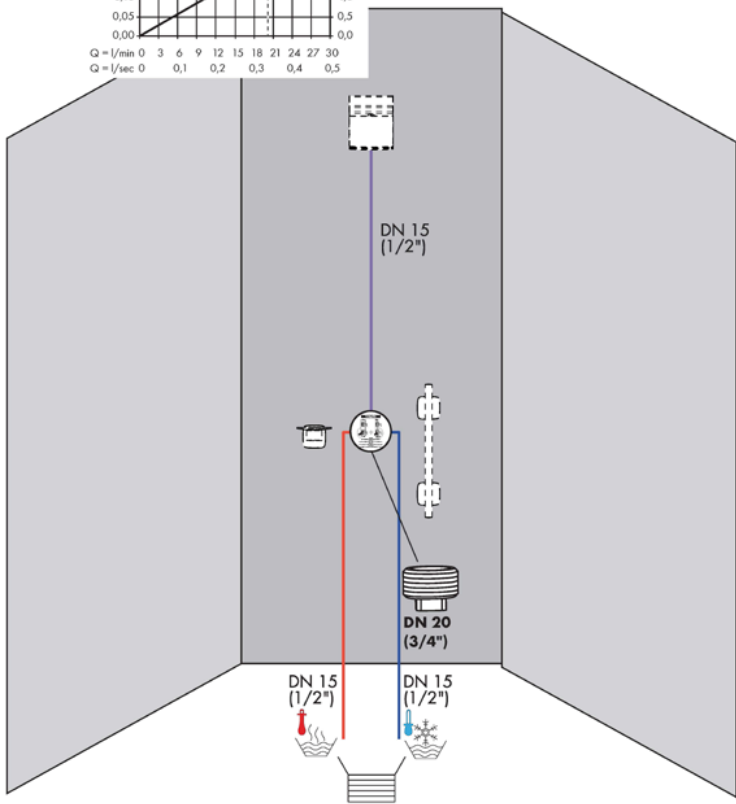 0,05 0,5
0,00 0,0
Q = l/min 0 3 6 9 12 15 18 21 24 27 30
Q = l/sec 0 0,1 0,2 0,3 0,4 0,5
DN 15
(1/2")
DN 20
(3/4")
DN 15
(1/2")
DN 15
(1/2")